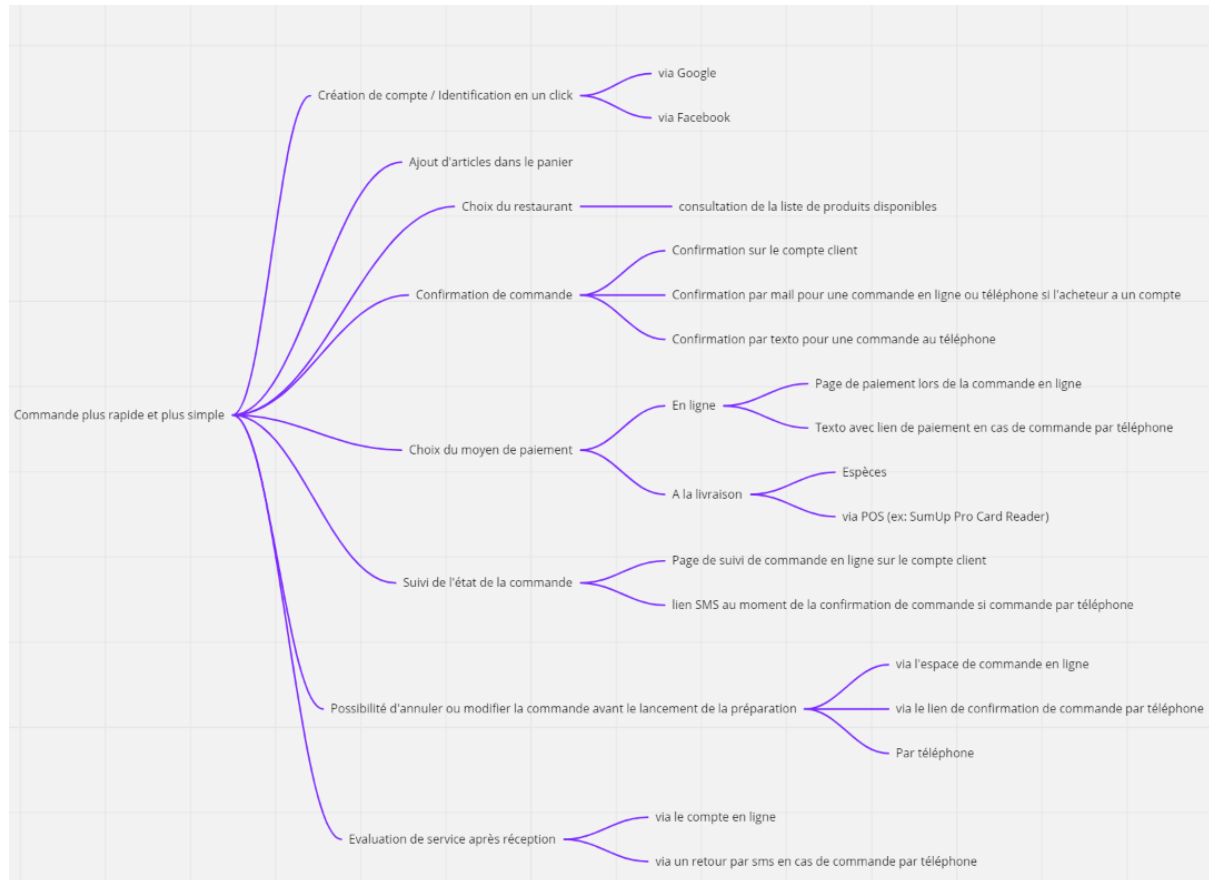 via Google
Création de compte / Identification en un click
via Facebook
Ajout d'articles dans le panier
Choix du restaurant
consultation de la liste de produits disponibles
Confirmation sur le compte client
Confirmation de commande
Confirmation par mail pour une commande en ligne ou téléphone si l'acheteur a un compte
Confirmation par texto pour une commande au téléphone
Page de paiement lors de la commande en ligne
En ligne
Commande plus rapide et plus simple
Texto avec lien de paiement en cas de commande par téléphone
Choix du moyen de paiement
Espèces
A la livraison
via POS (ex: SumUp Pro Card Reader)
Page de suivi de commande en ligne sur le compte client
Suivi de l'état de la commande
lien SMS au moment de la confirmation de commande si commande par téléphone
via l'espace de commande en ligne
Possibilité d'annuler ou modifier la commande avant le lancement de la préparation
via le lien de confirmation de commande par téléphone
Par téléphone
via le compte en ligne
Evaluation de service après réception
via un retour par sms en cas de commande par téléphone